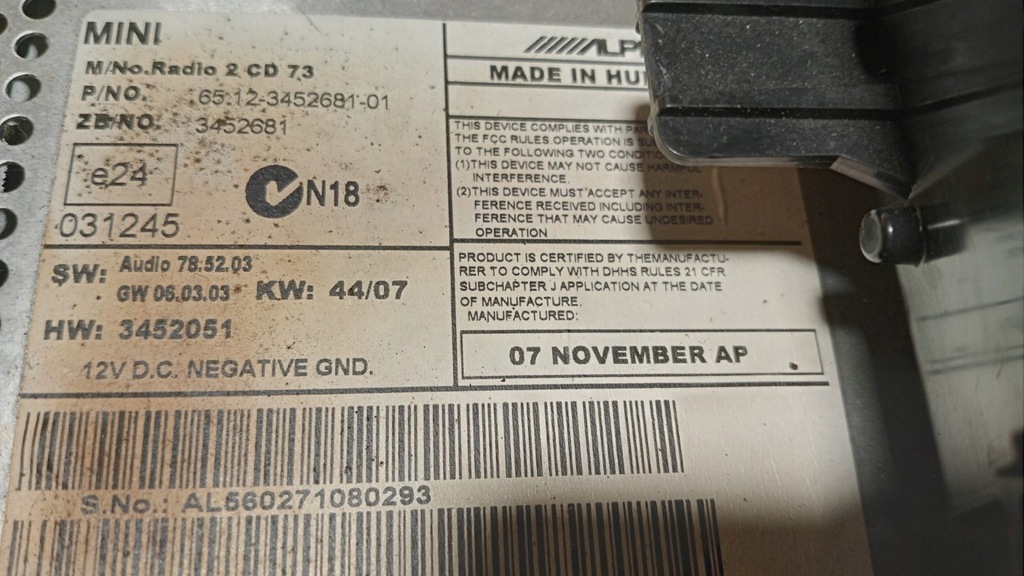 MINI
M/No.Radio 2 CD 73
P/NO. 65.12-3452681-01
ZB/NO. 3452681
e24
N18
031245
SW: Audio 78.52.03
GW 06.03.03 KW: 44/07
HW: 3452051
12V D.C. NEGATIVE GND.
MADE IN
THIS DEVICE COMPLIES WITH
THE FCC RULES.OPERATION IS
TO THE FOLLOWING TWO
(1)THIS DEVICE MAY NOT CAUSE HARMFUL
INTERFERENCE.
(2)THIS DEVICE MUST ACCEPT ANY INTER-
FERENCE RECEIVED INCLUDING INTER-
FERENCE THAT MAY CAUSE UNDESIRED
OPERATION
PRODUCT IS CERTIFIED BY THEMANUFACTU-
RER TO COMPLY WITH DHHS RULES 21 CFR
SUBCHAPTER J APPLICATION AT THE DATE
OF MANUFACTURE.
MANUFACTURED:
07 NOVEMBER AP
S.No.: AL560271080293